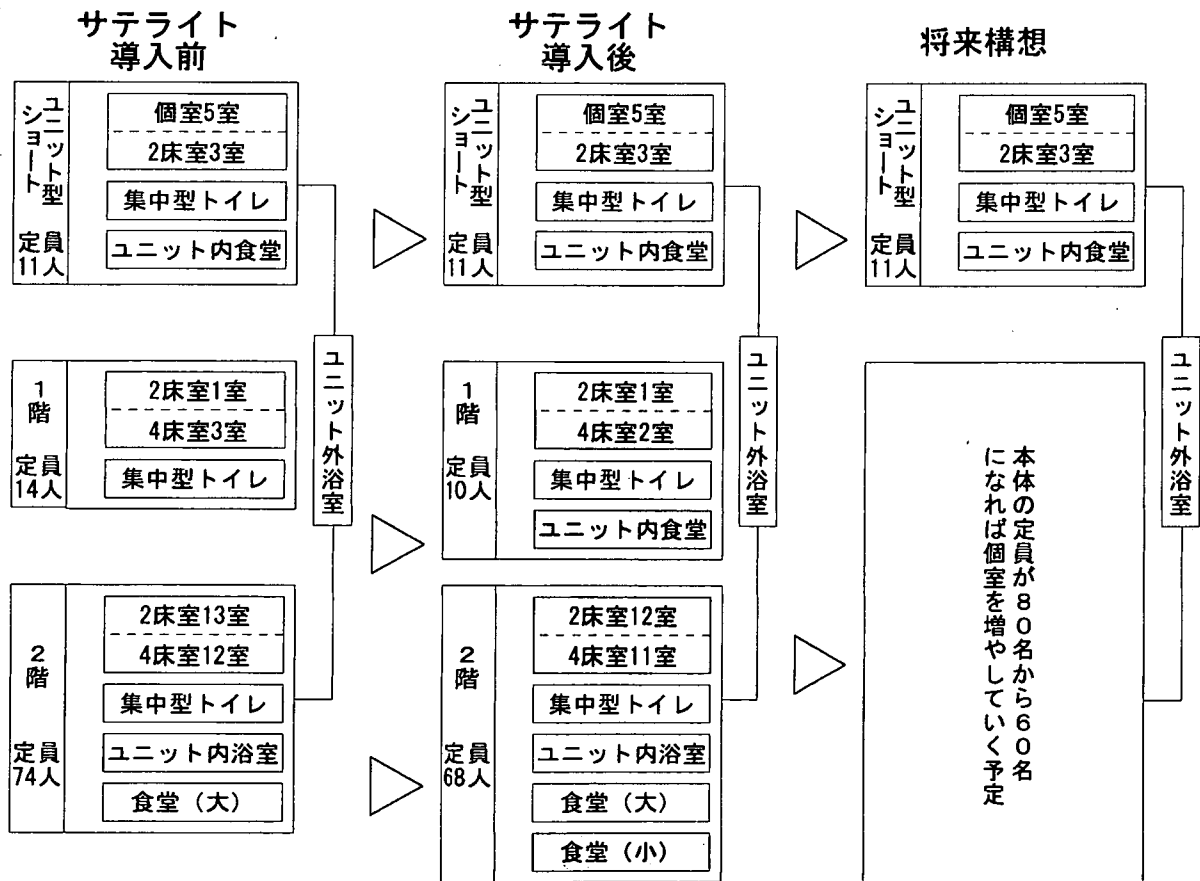 サテライト
導入前
ユニット型
ショート
定員
11人
個室5室
2床室3室
集中型トイレ
ユニット内食堂
1階
定員
14人
2床室1室
4床室3室
集中型トイレ
2階
定員
74人
2床室13室
4床室12室
集中型トイレ
ユニット内浴室
食堂（大）
ユニット外浴室
サテライト
導入後
ユニット型
ショート
定員
11人
個室5室
2床室3室
集中型トイレ
ユニット内食堂
1階
定員
10人
2床室1室
4床室2室
集中型トイレ
ユニット内食堂
2階
定員
68人
2床室12室
4床室11室
集中型トイレ
ユニット内浴室
食堂（大）
食堂（小）
ユニット外浴室
将来構想
ユニット型
ショート
定員
11人
個室5室
2床室3室
集中型トイレ
ユニット内食堂
本体の定員が８０名から６０名
になれば個室を増やしていく予定
ユニット外浴室